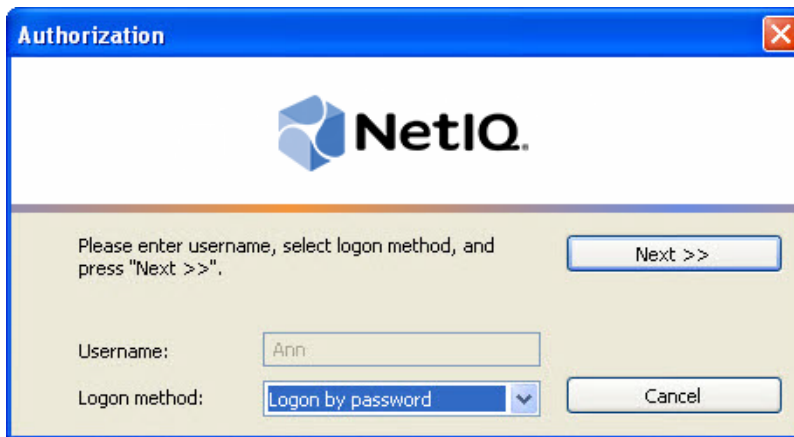 Authorization
NetIQ.
Please enter username, select logon method, and
press "Next >>".
Next >>
Username:
Ann
Logon method:
Logon by password
Cancel